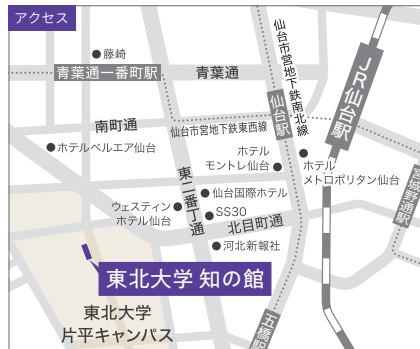 アクセス
藤崎
青葉通一番町駅
青葉通
仙台市営地下鉄南北線
JR仙台駅
南町通
仙台市営地下鉄東西線
仙台駅
ホテルベルエア仙台
ホテル
モントレ仙台
ホテル
メトロポリタン仙台
宮城野通駅
東二番丁通
仙台国際ホテル
ウェスティン
ホテル仙台
SS30
北目町通
河北新報社
東北大学 知の館
東北大学
片平キャンパス
五橋駅